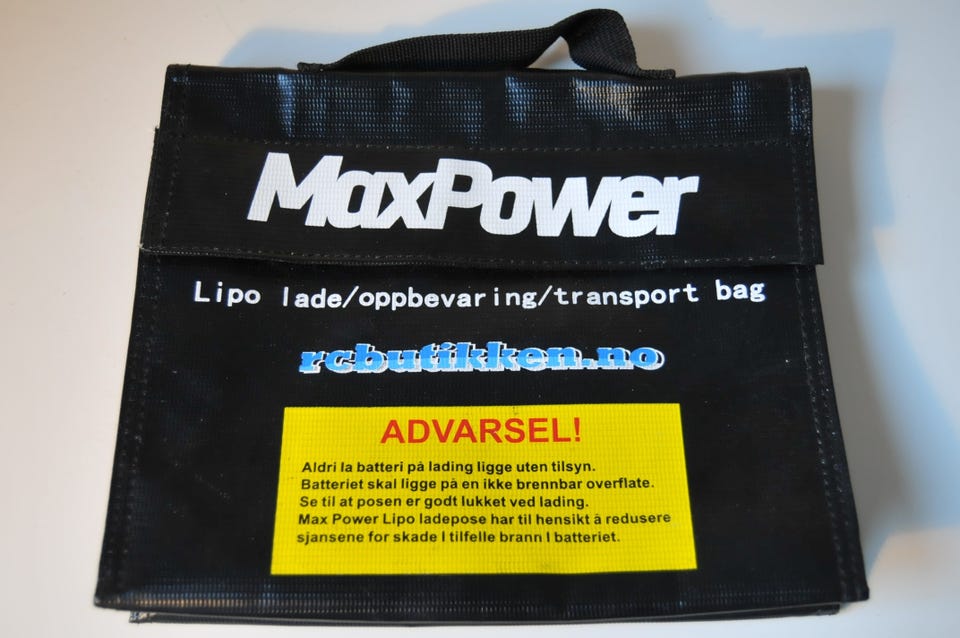 MaxPower
Lipo lade/oppbevaring/transport bag
rcbutikken.no
ADVARSEL!
Aldri la batteri på lading ligge uten tilsyn.
Batteriet skal ligge på en ikke brennbar overflate.
Se til at posen er godt lukket ved lading.
Max Power Lipo ladepose har til hensikt å redusere
sjansene for skade I tilfelle brann I batteriet.